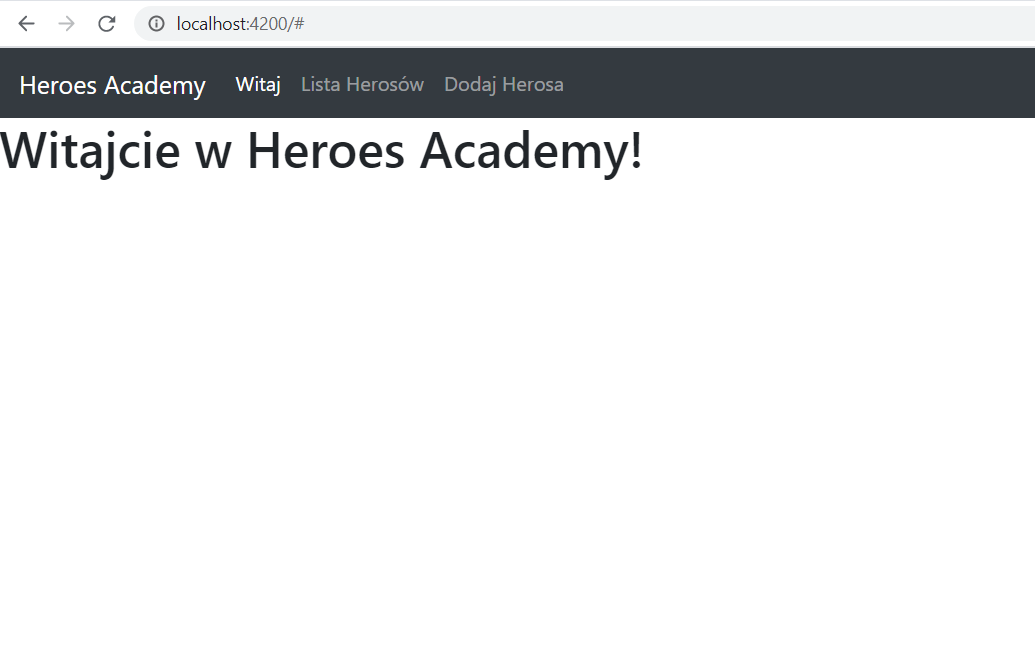 localhost:4200/#
Heroes Academy Witaj Lista Herosów Dodaj Herosa
Witajcie w Heroes Academy!